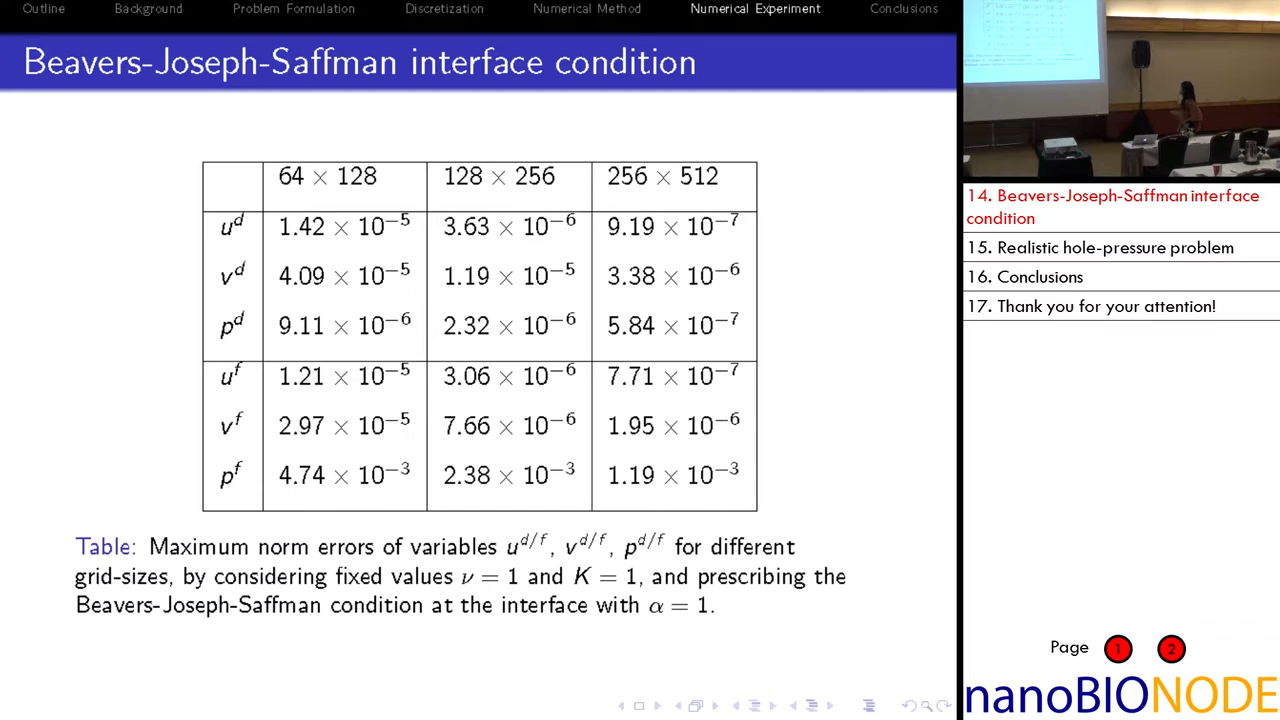 Outline Background Problem Formulation Discretization Numerical Method Numerical Experiment Conclusions
Beavers-Joseph-Saffman interface condition
64 × 128 128 × 256 256 × 512
u^d 1.42 × 10^−5 3.63 × 10^−6 9.19 × 10^−7
v^d 4.09 × 10^−5 1.19 × 10^−5 3.38 × 10^−6
p^d 9.11 × 10^−6 2.32 × 10^−6 5.84 × 10^−7
u^f 1.21 × 10^−5 3.06 × 10^−6 7.71 × 10^−7
v^f 2.97 × 10^−5 7.66 × 10^−6 1.95 × 10^−6
p^f 4.74 × 10^−3 2.38 × 10^−3 1.19 × 10^−3
Table: Maximum norm errors of variables u^d/f, v^d/f, p^d/f for different
grid-sizes, by considering fixed values ν = 1 and K = 1, and prescribing the
Beavers-Joseph-Saffman condition at the interface with α = 1.
14. Beavers-Joseph-Saffman interface
condition
15. Realistic hole-pressure problem
16. Conclusions
17. Thank you for your attention!
Page 1 2
nanoBIONODE